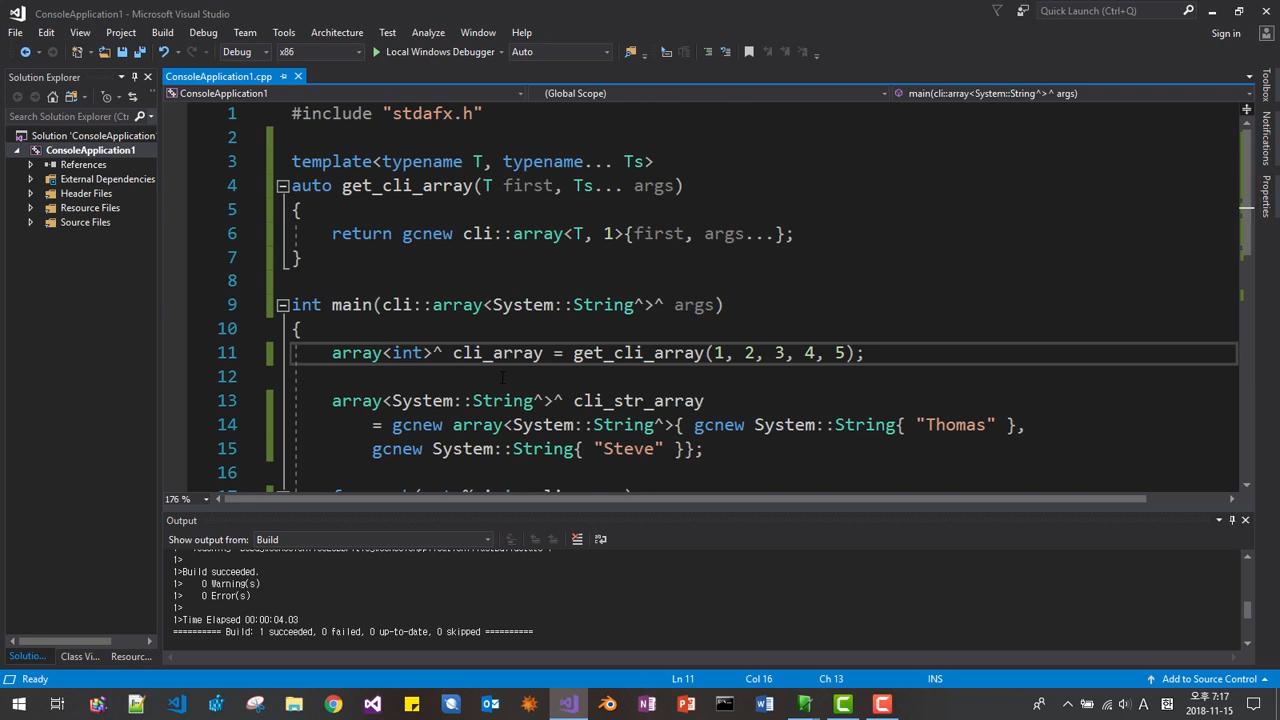 ConsoleApplication1 - Microsoft Visual Studio
Quick Launch (Ctrl+Q)
File Edit View Project Build Debug Team Tools Architecture Test Analyze Window Help
Sign in
Debug x86 Local Windows Debugger Auto
Solution Explorer
ConsoleApplication1.cpp
ConsoleApplication1 (Global Scope) main(cli::array<System::String^>^ args)
Search Solution Explorer (Ctrl
Solution 'ConsoleApplication
ConsoleApplication1
References
External Dependencies
Header Files
Resource Files
Source Files
Toolbox
Notifications
Properties
1 #include "stdafx.h"
2
3 template<typename T, typename... Ts>
4 auto get_cli_array(T first, Ts... args)
5 {
6 return gcnew cli::array<T, 1>{first, args...};
7 }
8
9 int main(cli::array<System::String^>^ args)
10 {
11 array<int>^ cli_array = get_cli_array(1, 2, 3, 4, 5);
12
13 array<System::String^>^ cli_str_array
14 = gcnew array<System::String^>{ gcnew System::String{ "Thomas" },
15 gcnew System::String{ "Steve" }};
16
176 %
Output
Show output from: Build
1>
1>Build succeeded.
1> 0 Warning(s)
1> 0 Error(s)
1>
1>Time Elapsed 00:00:04.03
========== Build: 1 succeeded, 0 failed, 0 up-to-date, 0 skipped ==========
Solutio... Class Vi... Resourc...
Ready Ln 11 Col 16 Ch 13 INS Add to Source Control
A 오후 7:17
2018-11-15